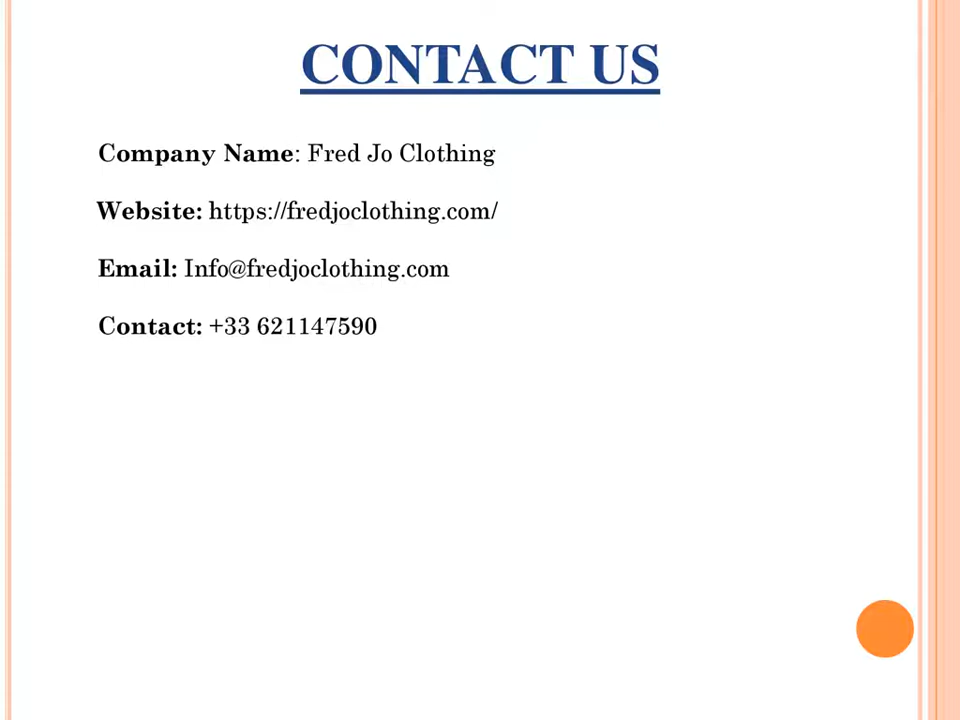 CONTACT US
Company Name: Fred Jo Clothing
Website: https://fredjoclothing.com/
Email: Info@fredjoclothing.com
Contact: +33 621147590